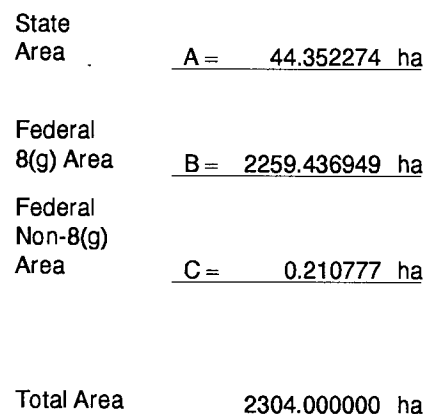 State
Area A = 44.352274 ha
Federal
8(g) Area B = 2259.436949 ha
Federal
Non-8(g)
Area C = 0.210777 ha
Total Area 2304.000000 ha